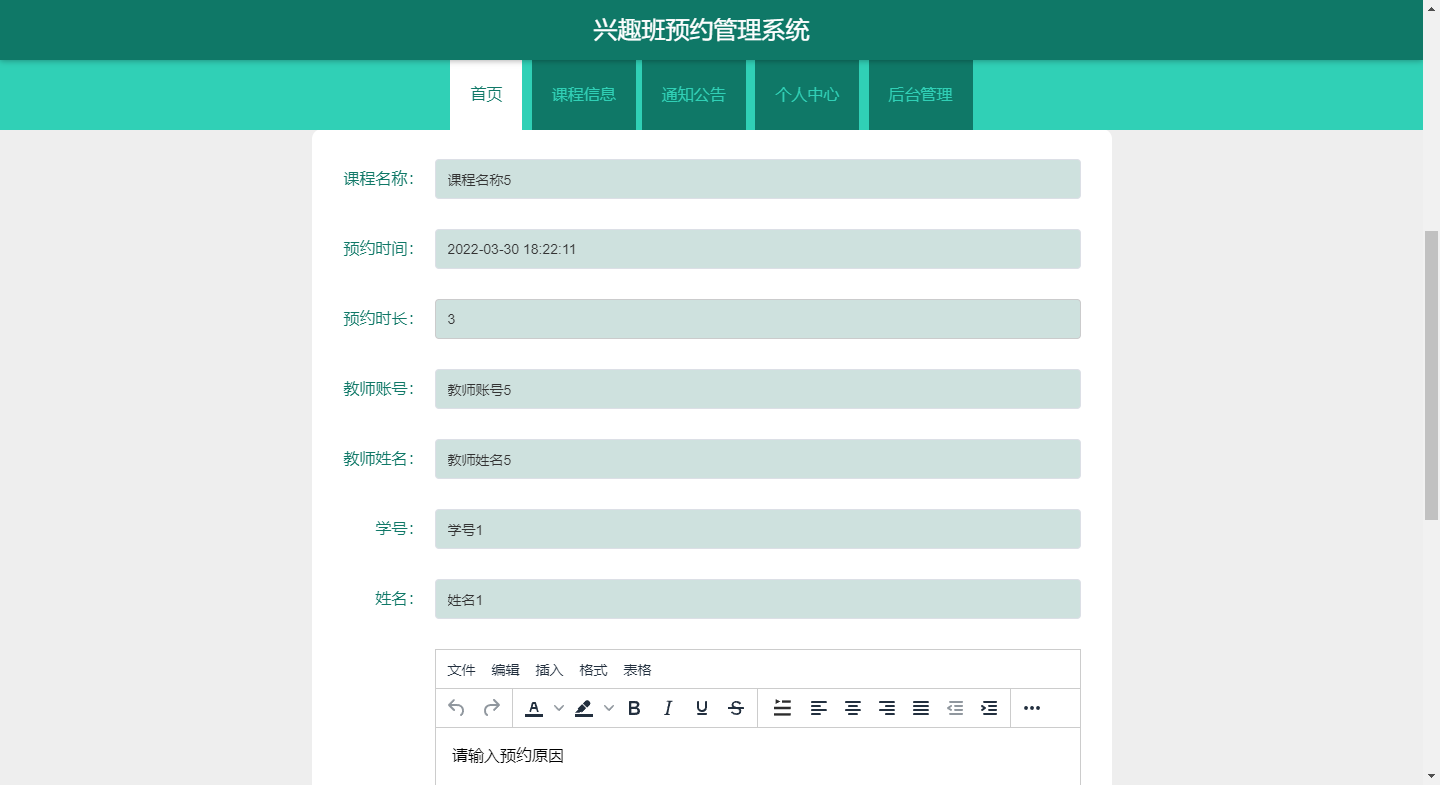 兴趣班预约管理系统
首页 课程信息 通知公告 个人中心 后台管理
课程名称： 课程名称5
预约时间： 2022-03-30 18:22:11
预约时长： 3
教师账号： 教师账号5
教师姓名： 教师姓名5
学号： 学号1
姓名： 姓名1
文件 编辑 插入 格式 表格
请输入预约原因